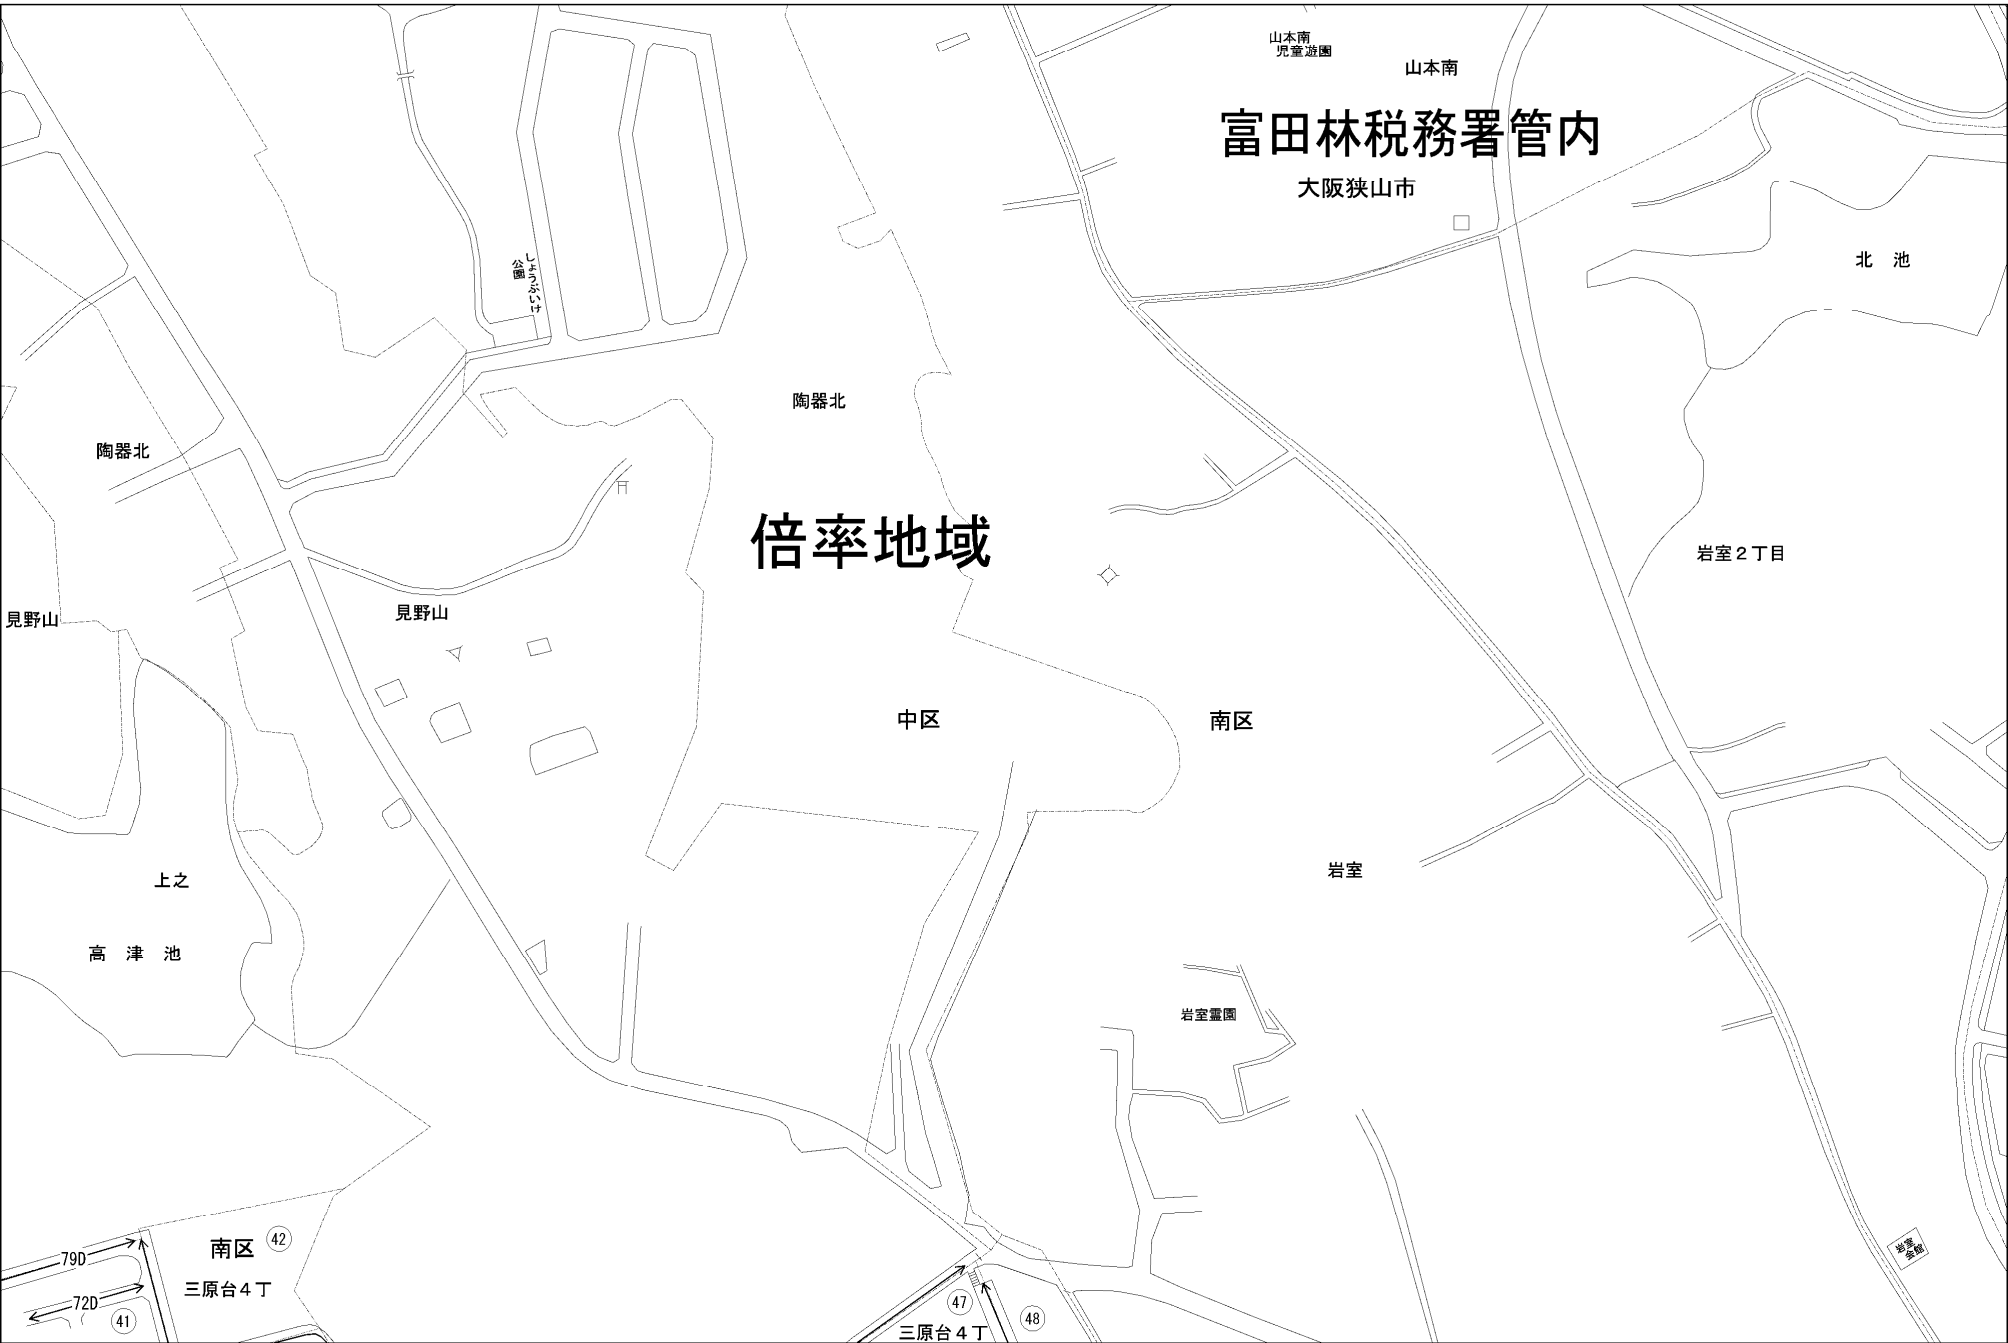 山本南
児童遊園
山本南
富田林税務署管内
大阪狭山市
しょうぶいけ
公園
北 池
陶器北
陶器北
倍率地域
岩室２丁目
見野山
見野山
中区
南区
上之
岩室
高 津 池
岩室霊園
南区
42
岩室
会館
79D
三原台４丁
72D
41
47
48
三原台４丁